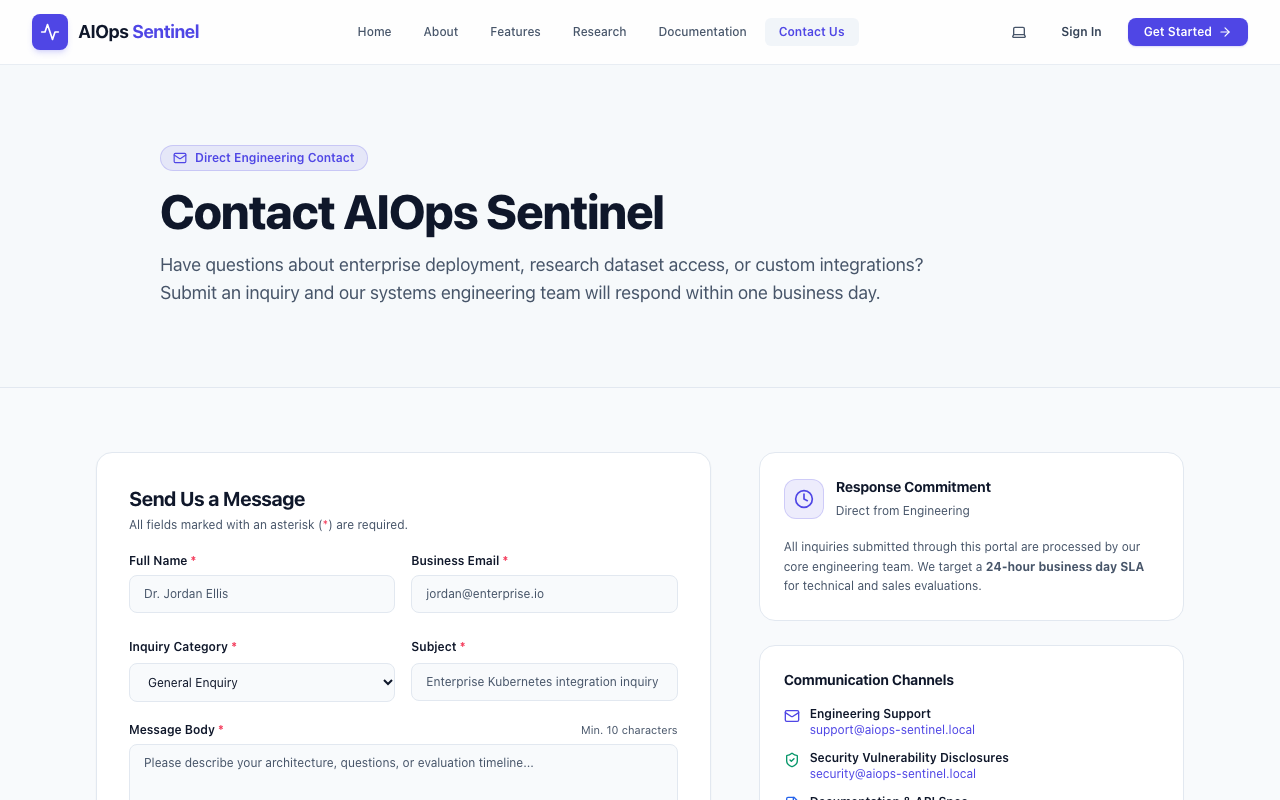 AIOps Sentinel
Home
About
Features
Research
Documentation
Contact Us
Sign In
Get Started
Direct Engineering Contact
Contact AIOps Sentinel
Have questions about enterprise deployment, research dataset access, or custom integrations?
Submit an inquiry and our systems engineering team will respond within one business day.
Send Us a Message
All fields marked with an asterisk (*) are required.
Full Name *
Dr. Jordan Ellis
Business Email *
jordan@enterprise.io
Inquiry Category *
General Enquiry
Subject *
Enterprise Kubernetes integration inquiry
Message Body *
Min. 10 characters
Please describe your architecture, questions, or evaluation timeline...
Response Commitment
Direct from Engineering
All inquiries submitted through this portal are processed by our
core engineering team. We target a 24-hour business day SLA
for technical and sales evaluations.
Communication Channels
Engineering Support
support@aiops-sentinel.local
Security Vulnerability Disclosures
security@aiops-sentinel.local
Documentation & API Spec